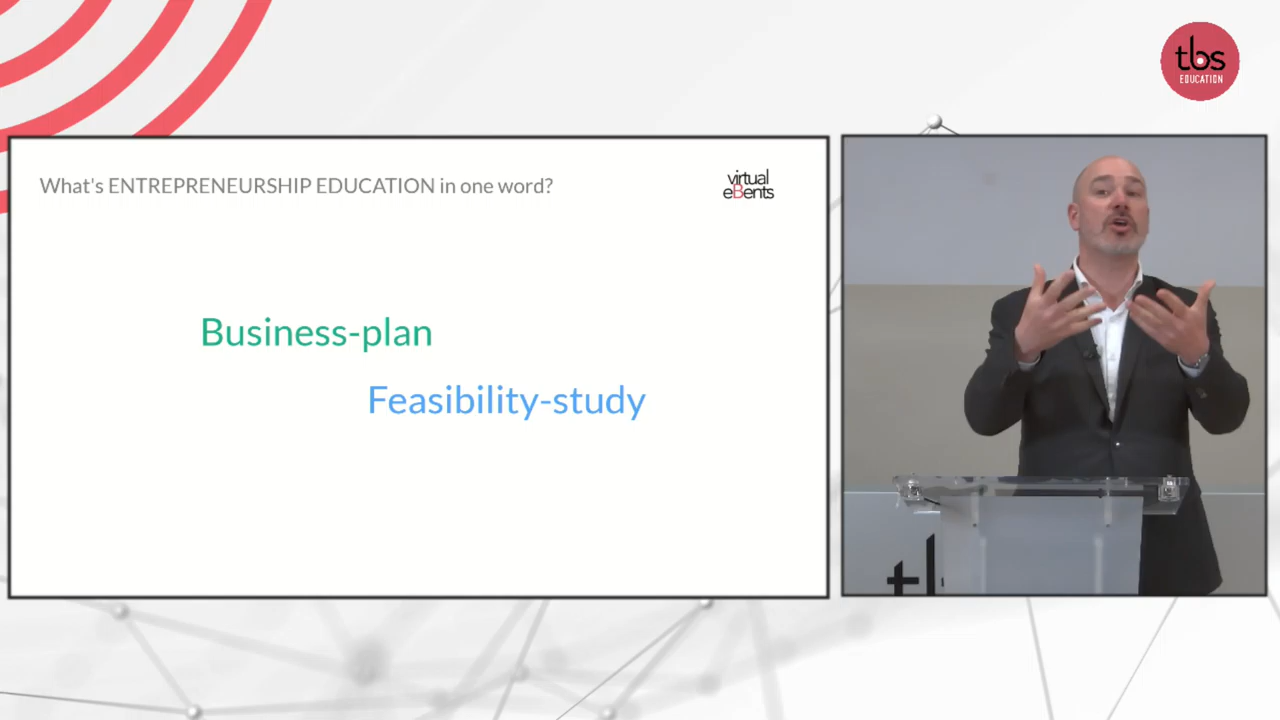 tbs
EDUCATION
What's ENTREPRENEURSHIP EDUCATION in one word?
virtual
eBents
Business-plan
Feasibility-study